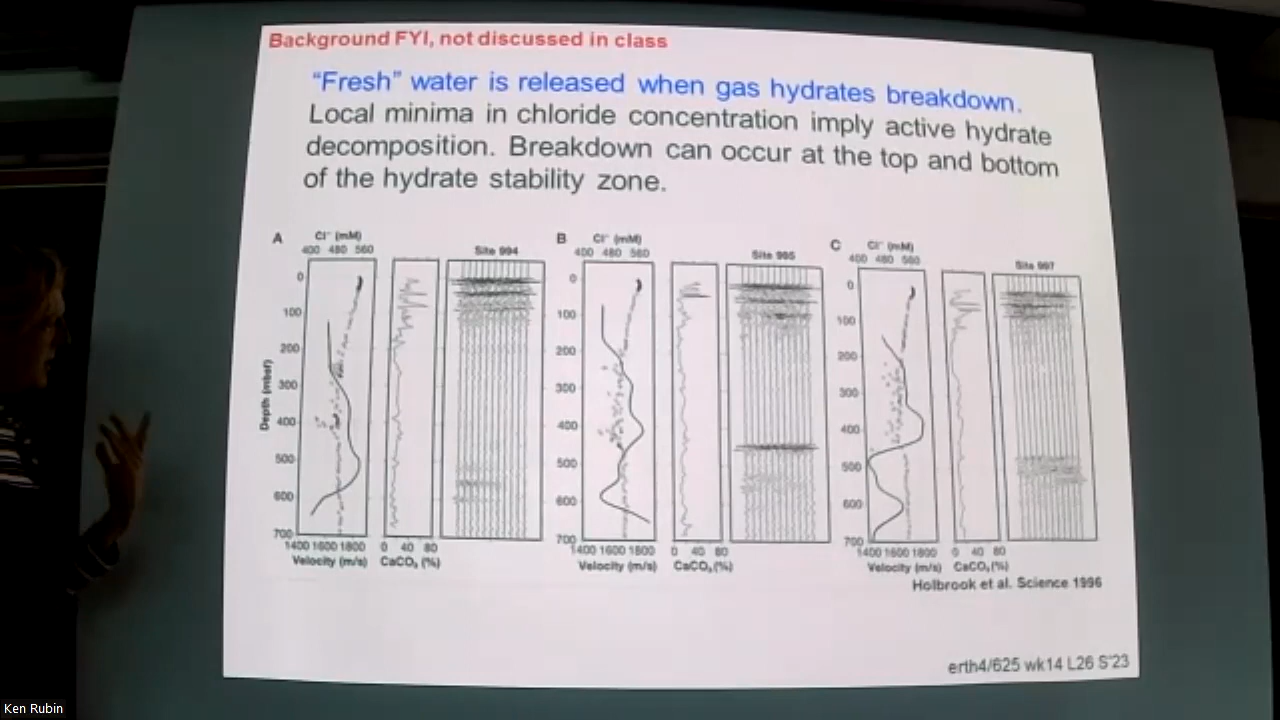 Background FYI, not discussed in class
“Fresh” water is released when gas hydrates breakdown.
Local minima in chloride concentration imply active hydrate
decomposition. Breakdown can occur at the top and bottom
of the hydrate stability zone.
A
Cl⁻ (mM)
400 480 560
Site 994
B
Cl⁻ (mM)
400 480 560
Site 995
C
Cl⁻ (mM)
400 480 560
Site 997
Depth (mbsf)
0
100
200
300
400
500
600
700
0
100
200
300
400
500
600
700
0
100
200
300
400
500
600
700
1400 1600 1800
0 40 80
1400 1600 1800
0 40 80
1400 1600 1800
0 40 80
Velocity (m/s)
CaCO₃ (%)
Velocity (m/s)
CaCO₃ (%)
Velocity (m/s)
CaCO₃ (%)
Holbrook et al. Science 1996
erth4/625 wk14 L26 S'23
Ken Rubin